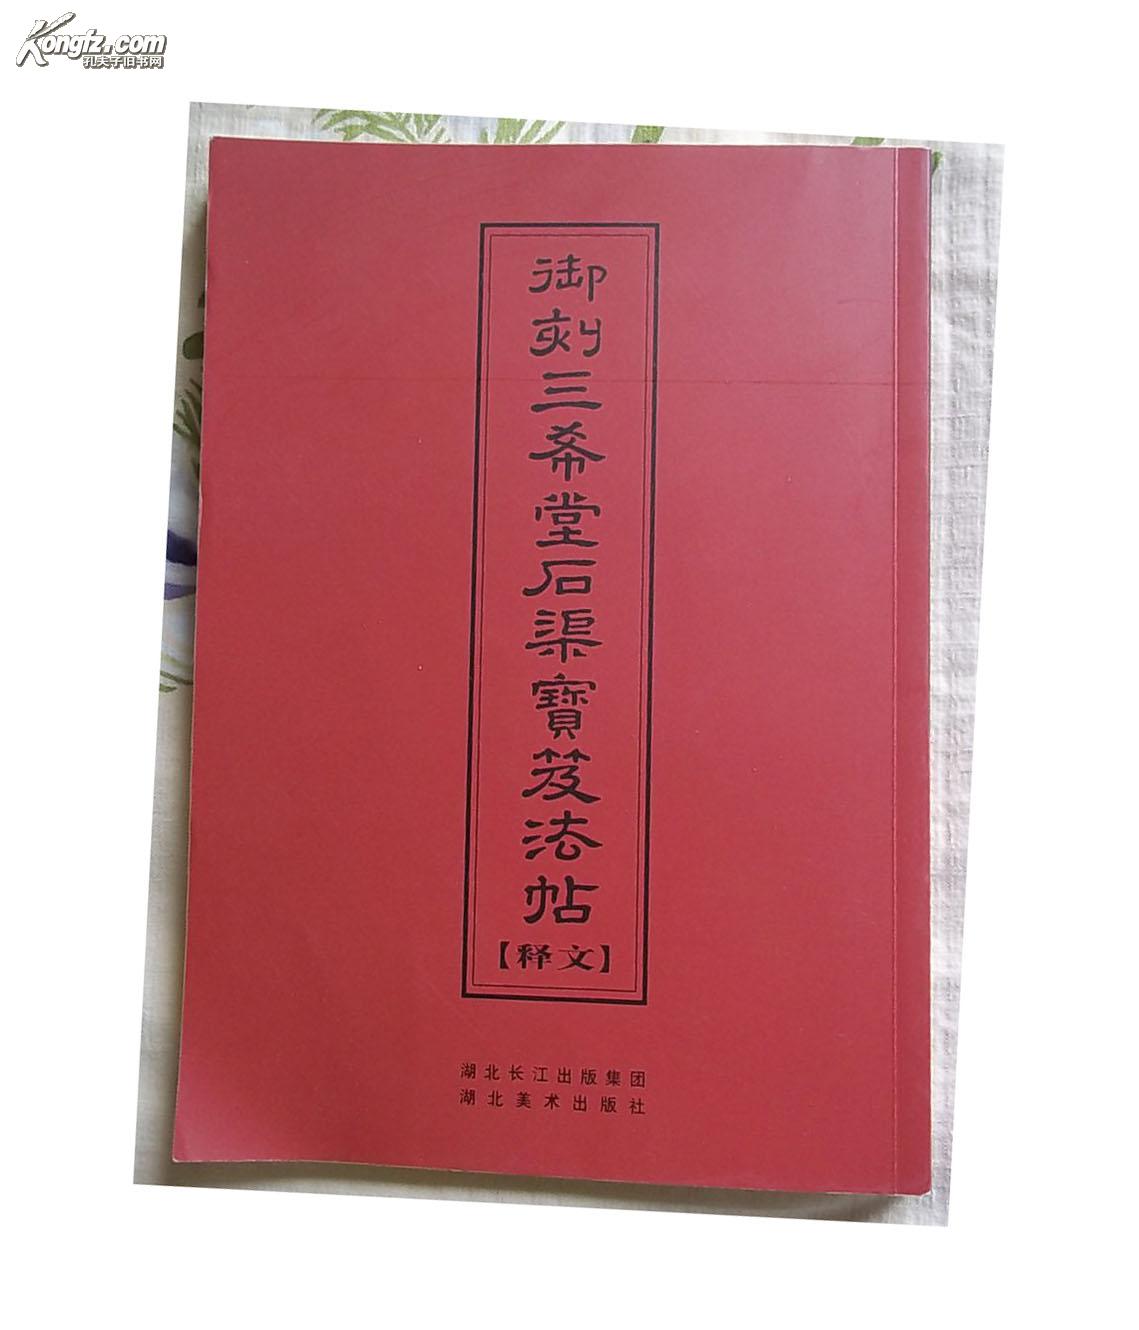 Kongfz.com
孔夫子旧书网
御刻三希堂石渠寶笈法帖
【释文】
湖北长江出版集团
湖北美术出版社